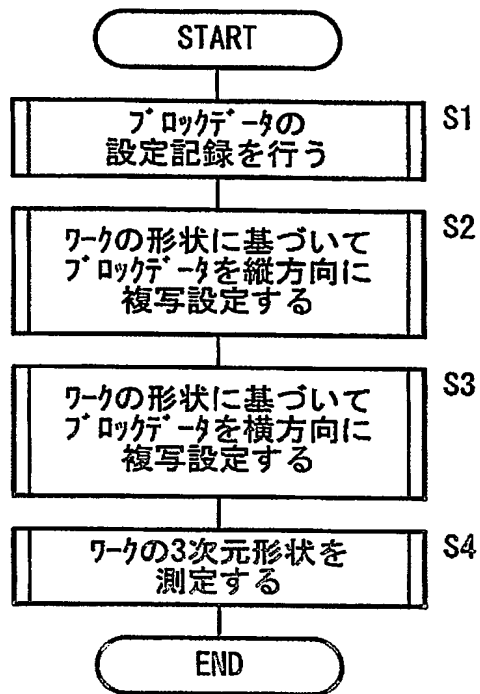 START
ブロックデータの
設定記録を行う
S1
ワークの形状に基づいて
ブロックデータを縦方向に
複写設定する
S2
ワークの形状に基づいて
ブロックデータを横方向に
複写設定する
S3
ワークの3次元形状を
測定する
S4
END